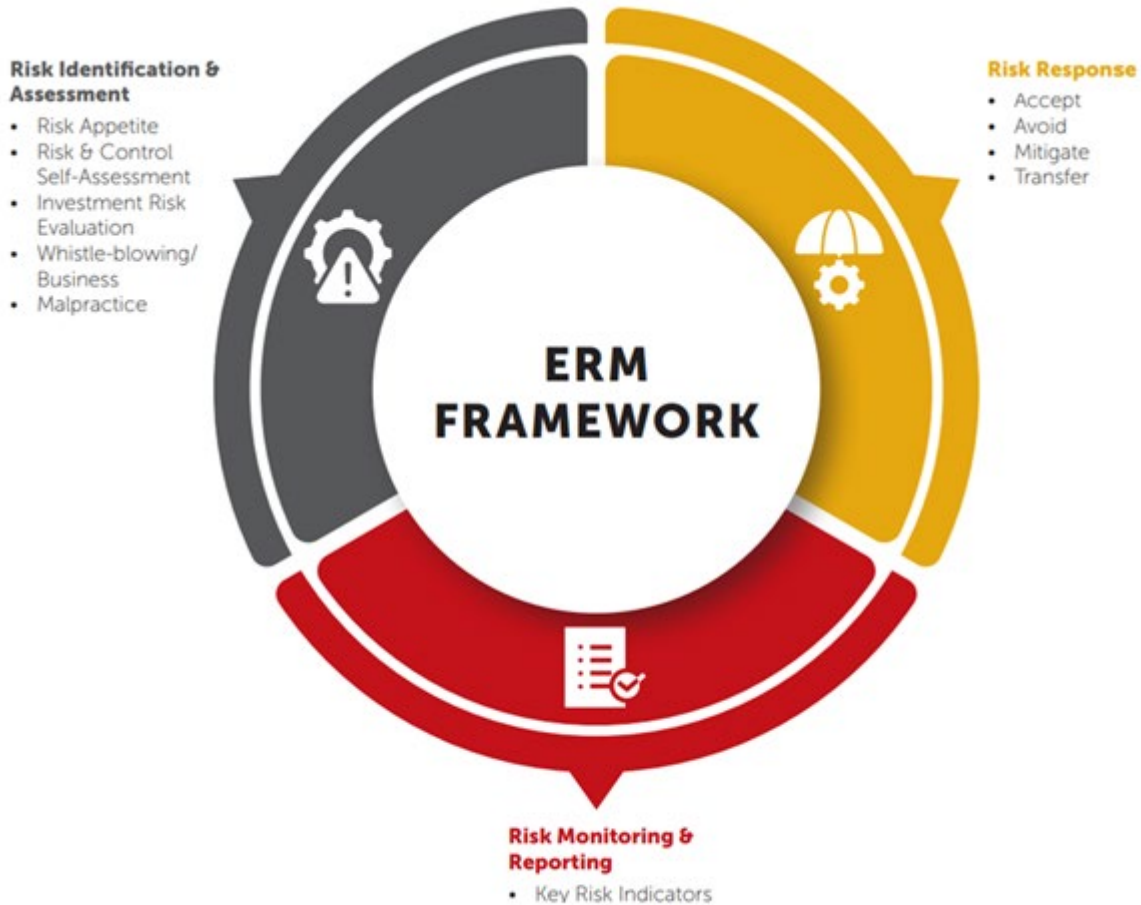 Risk Identification &
Assessment
• Risk Appetite
• Risk & Control
Self-Assessment
• Investment Risk
Evaluation
• Whistle-blowing/
Business
• Malpractice
Risk Response
• Accept
• Avoid
• Mitigate
• Transfer
ERM
FRAMEWORK
Risk Monitoring &
Reporting
• Key Risk Indicators